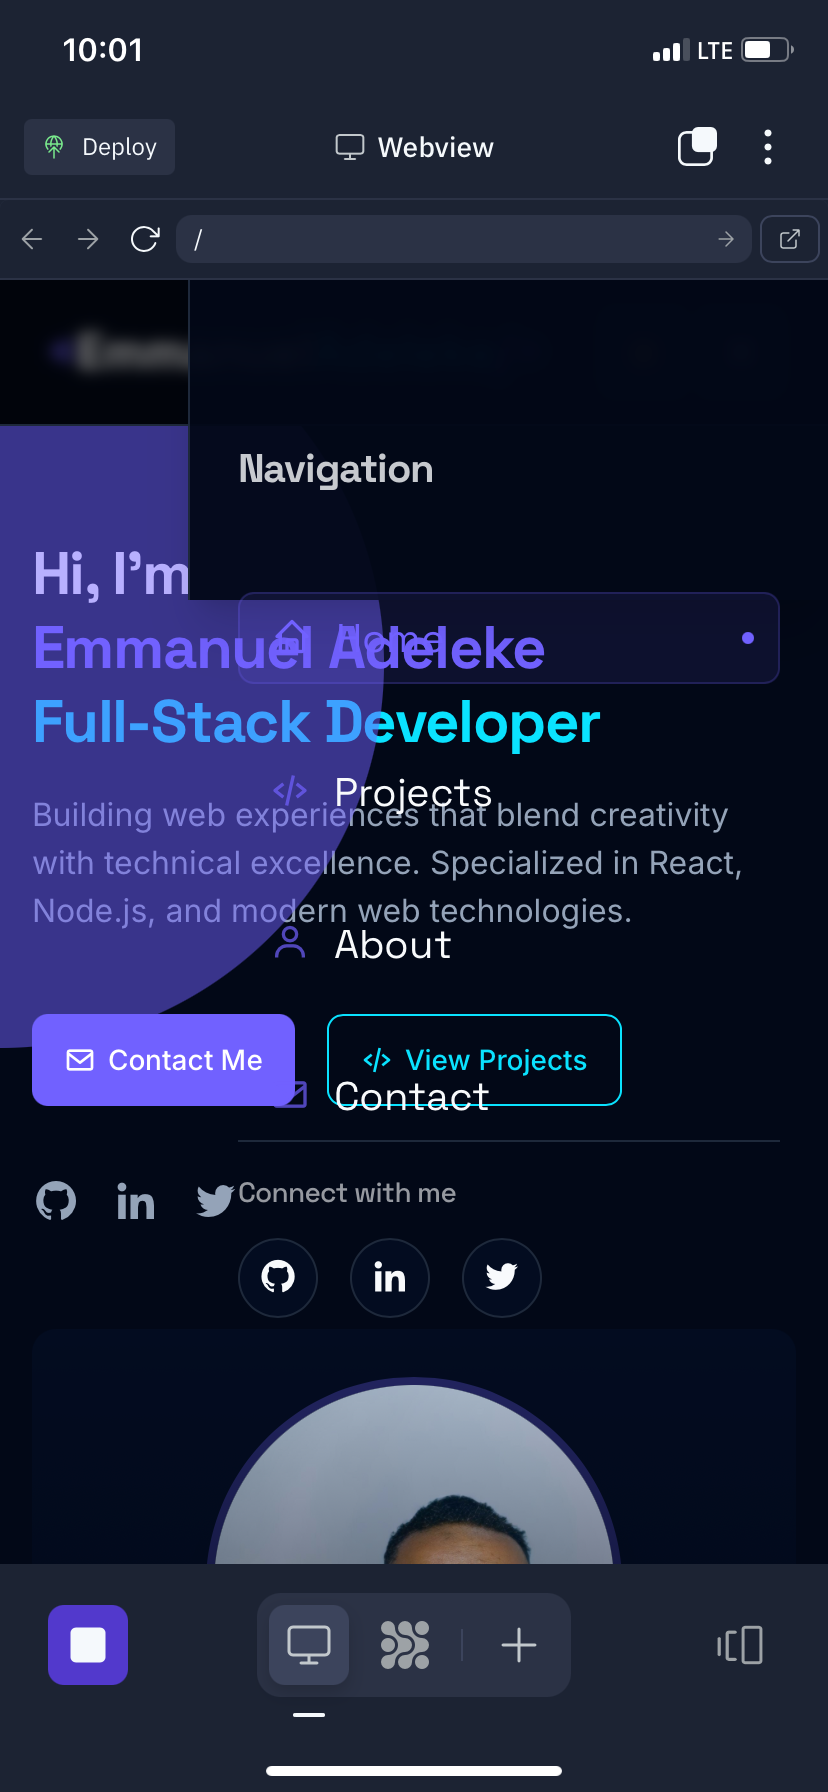 10:01
LTE
Deploy
Webview
/
Navigation
Hi, I'm
Emmanuel Adeleke
Home
Full-Stack Developer
Projects
Building web experiences that blend creativity
with technical excellence. Specialized in React,
Node.js, and modern web technologies.
About
Contact Me
View Projects
Contact
Connect with me